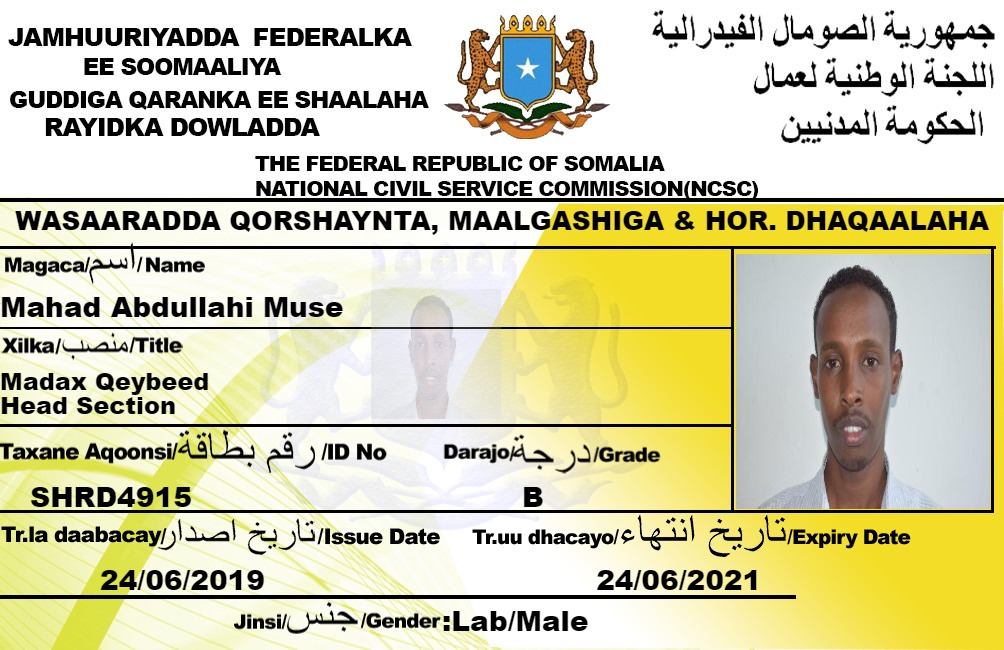 JAMHUURIYADDA FEDERALKA
EE SOOMAALIYA
GUDDIGA QARANKA EE SHAALAHA
RAYIDKA DOWLADDA
جمهورية الصومال الفيدرالية
اللجنة الوطنية لعمال
الحكومة المدنيين
THE FEDERAL REPUBLIC OF SOMALIA
NATIONAL CIVIL SERVICE COMMISSION(NCSC)
WASAARADDA QORSHAYNTA, MAALGASHIGA & HOR. DHAQAALAHA
Magaca/اسم/Name
Mahad Abdullahi Muse
Xilka/منصب/Title
Madax Qeybeed
Head Section
Taxane Aqoonsi/رقم بطاقة/ID No
Darajo/درجة/Grade
SHRD4915
B
Tr.la daabacay/تاريخ اصدار/Issue Date
Tr.uu dhacayo/تاريخ انتهاء/Expiry Date
24/06/2019
24/06/2021
Jinsi/جنس/Gender:Lab/Male